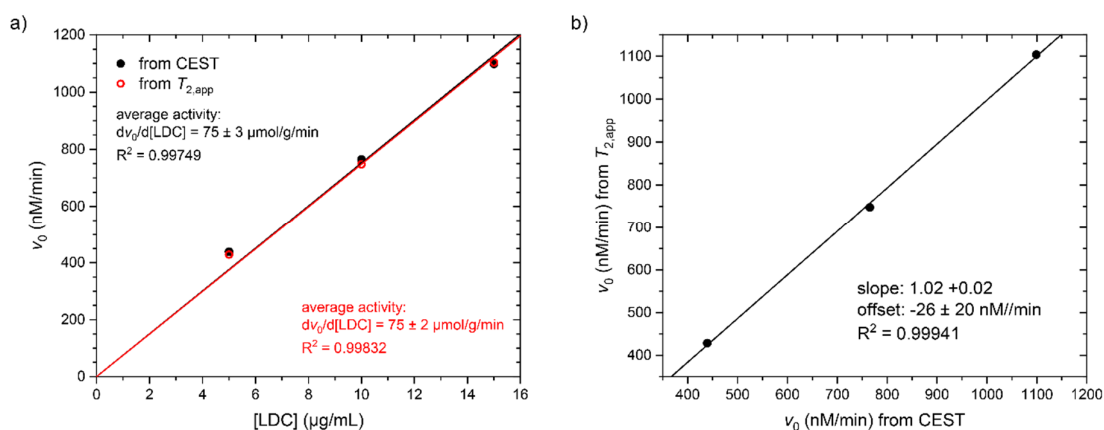 a)
1200
1000
800
600
400
200
0
v0 (nM/min)
from CEST
from T2,app
average activity:
dv0/d[LDC] = 75 ± 3 µmol/g/min
R² = 0.99749
average activity:
dv0/d[LDC] = 75 ± 2 µmol/g/min
R² = 0.99832
0 2 4 6 8 10 12 14 16
[LDC] (µg/mL)
b)
1100
1000
900
800
700
600
500
400
v0 (nM/min) from T2,app
slope: 1.02 +0.02
offset: -26 ± 20 nM//min
R² = 0.99941
400 500 600 700 800 900 1000 1100 1200
v0 (nM/min) from CEST